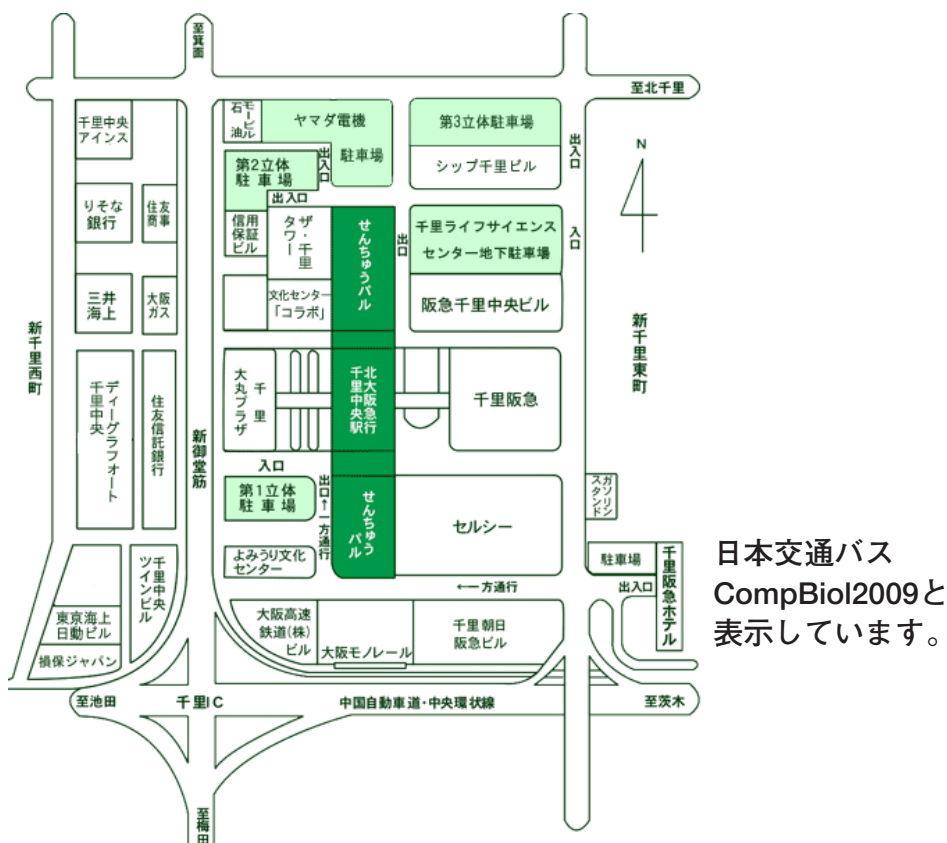 至箕面
至北千里
千里中央
アインス
モービル
石油
ヤマダ電機
駐車場
第3立体駐車場
シップ千里ビル
出入口
N
第2立体
駐車場
出入口
出入口
りそな
銀行
住友
商事
信用
保証
ビル
ザ・千里
タワー
せんちゅうパル
出口
千里ライフサイエンス
センター地下駐車場
入口
三井
海上
大阪
ガス
文化センター
「コラボ」
阪急千里中央ビル
新千里西町
新千里東町
ディーグラフォート
千里中央
住友信託銀行
新御堂筋
千里
大丸プラザ
北大阪急行
千里中央駅
千里阪急
入口
第1立体
駐車場
出口↑一方通行
せんちゅう
パル
セルシー
ガソリン
スタンド
よみうり文化
センター
←一方通行
駐車場
出入口
千里阪急ホテル
日本交通バス
CompBiol2009と
表示しています。
千里中央
ツインビル
東京海上
日動ビル
損保ジャパン
大阪高速
鉄道(株)
ビル
大阪モノレール
千里朝日
阪急ビル
至池田
千里IC
中国自動車道・中央環状線
至茨木
至梅田